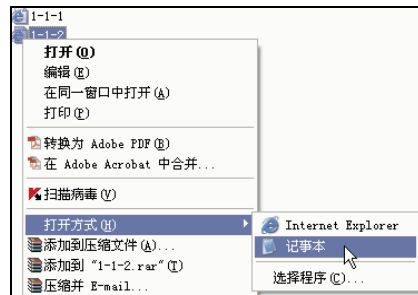 1-1-1
1-1-2
打开(O)
编辑(E)
在同一窗口中打开(A)
打印(P)
转换为 Adobe PDF(B)
在 Adobe Acrobat 中合并...
扫描病毒(V)
打开方式(H)
Internet Explorer
添加到压缩文件(A)...
记事本
添加到 "1-1-2.rar"(T)
选择程序(C)...
压缩并 E-mail...